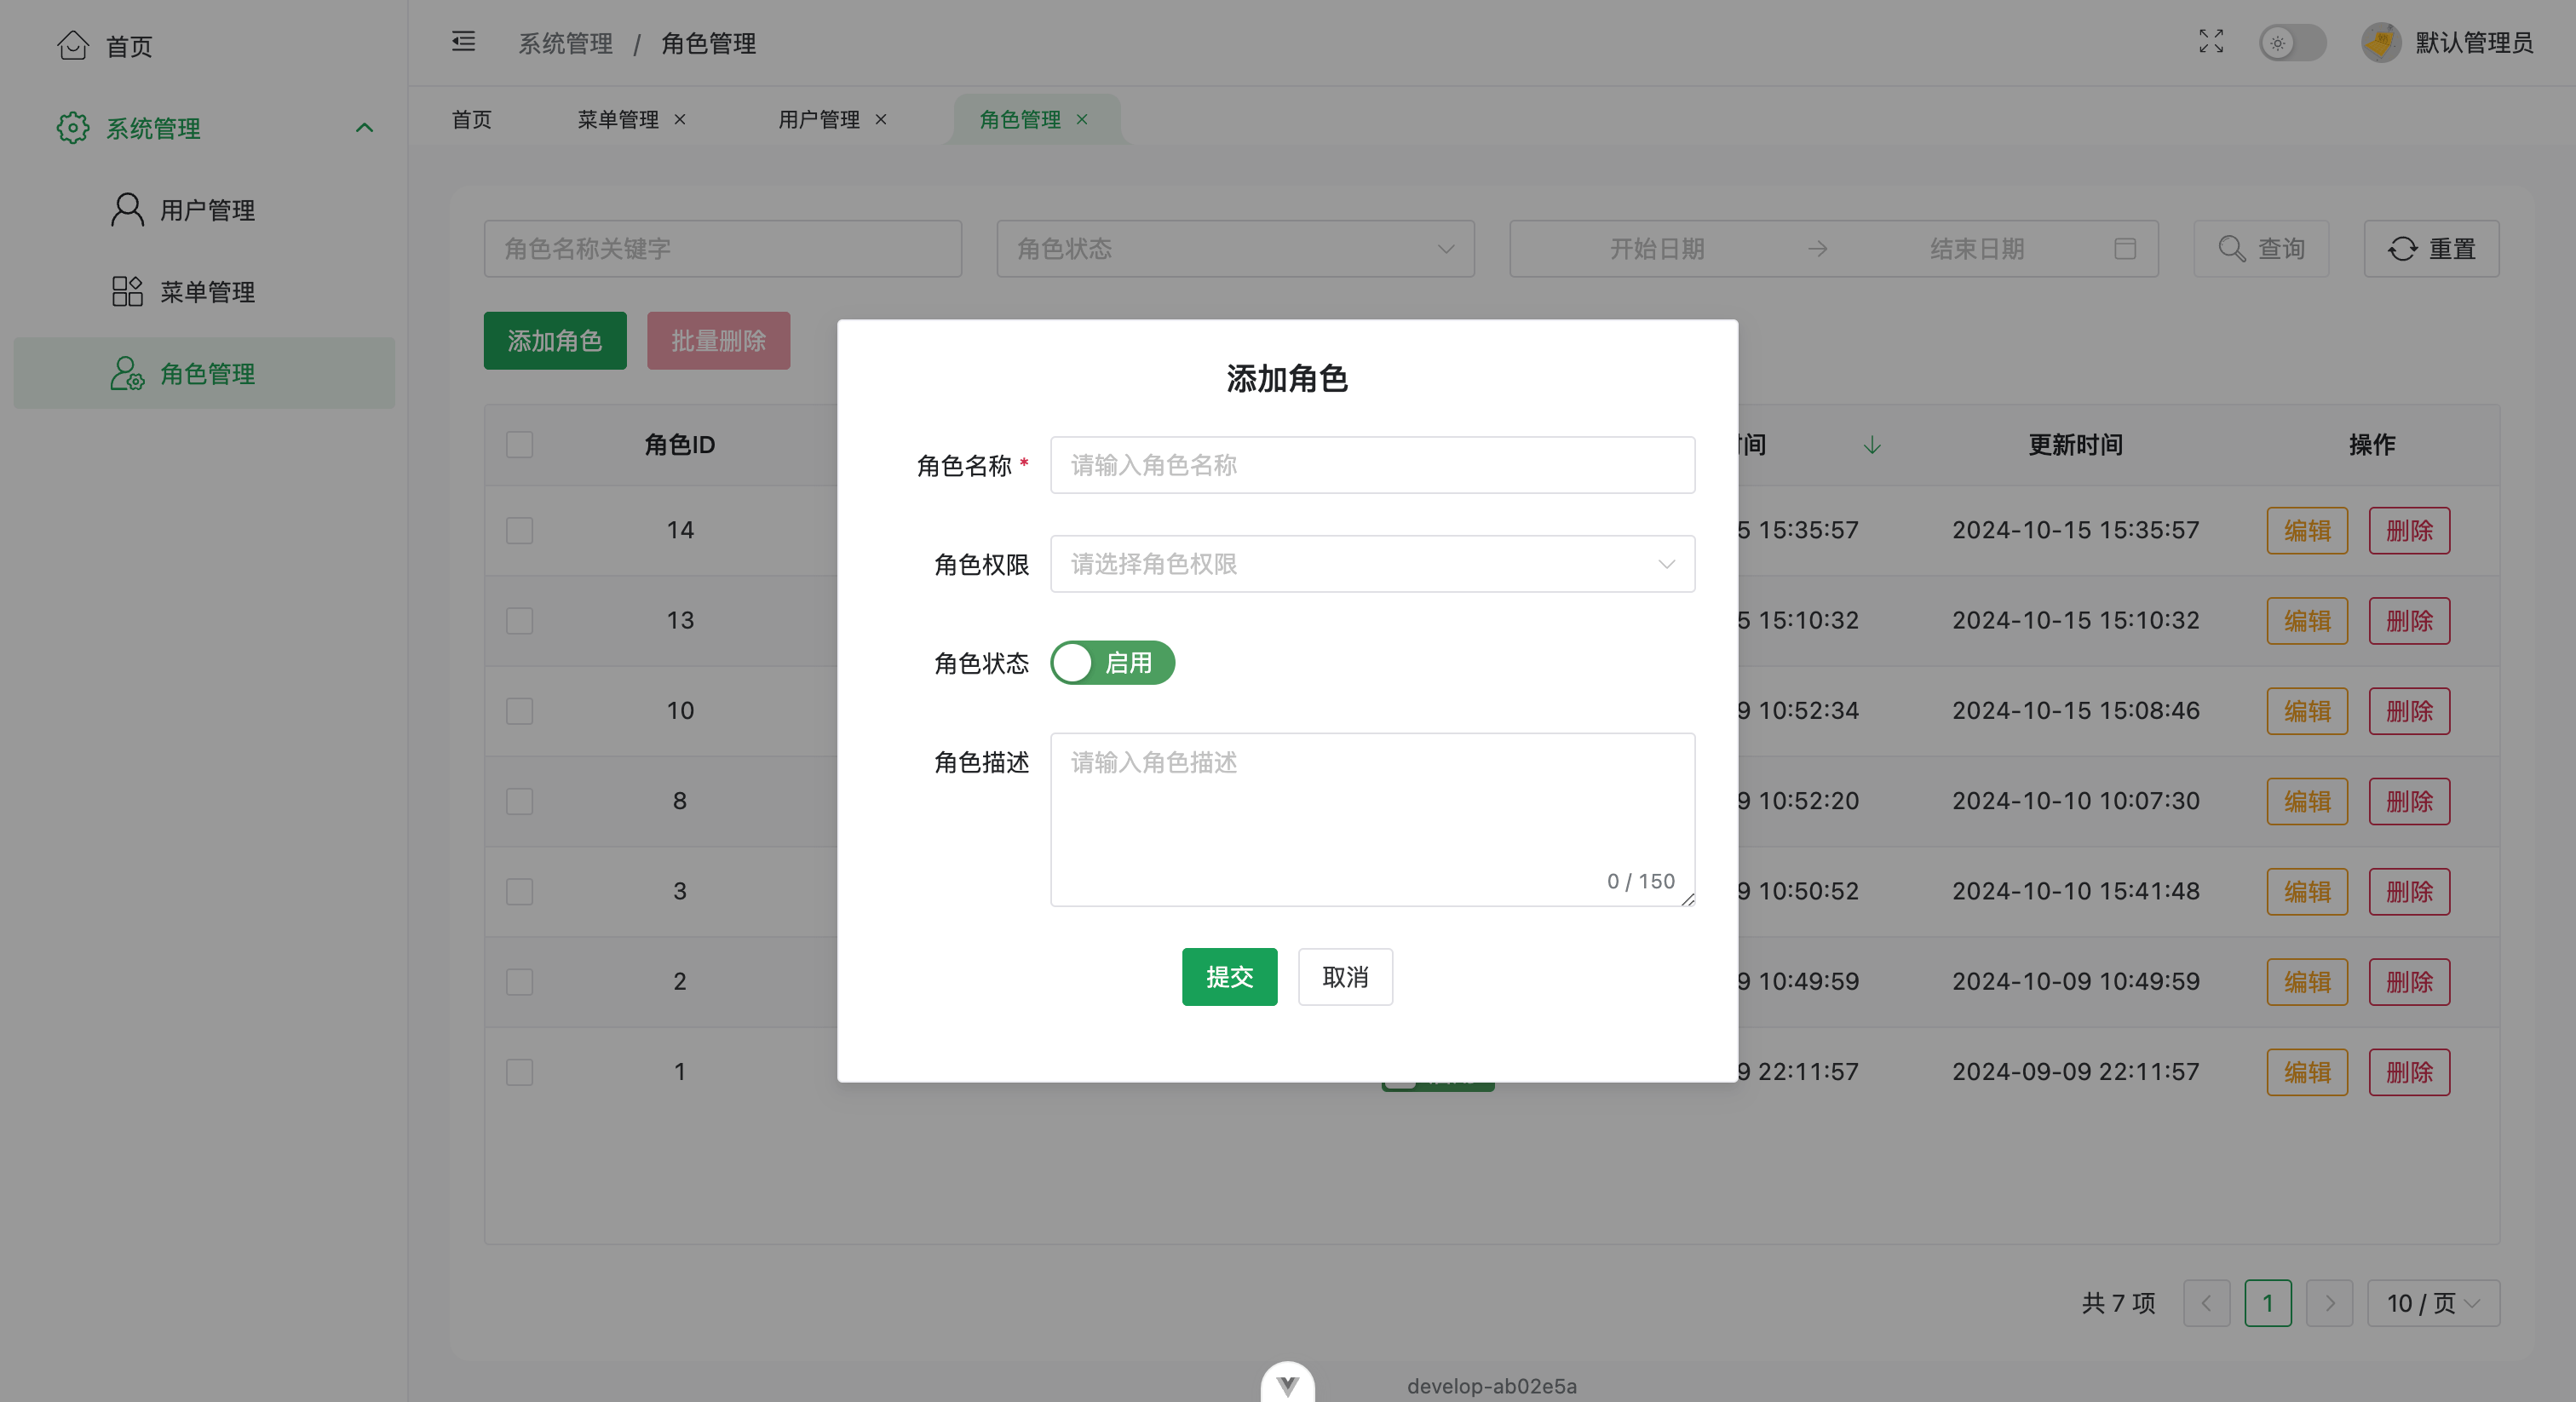 首页
系统管理
用户管理
菜单管理
角色管理
系统管理 / 角色管理
默认管理员
首页 菜单管理 用户管理 角色管理
角色名称关键字 角色状态 开始日期 结束日期 查询 重置
添加角色 批量删除
角色ID 间 更新时间 操作
14 5 15:35:57 2024-10-15 15:35:57 编辑 删除
13 5 15:10:32 2024-10-15 15:10:32 编辑 删除
10 9 10:52:34 2024-10-15 15:08:46 编辑 删除
8 9 10:52:20 2024-10-10 10:07:30 编辑 删除
3 9 10:50:52 2024-10-10 15:41:48 编辑 删除
2 9 10:49:59 2024-10-09 10:49:59 编辑 删除
1 9 22:11:57 2024-09-09 22:11:57 编辑 删除
添加角色
角色名称 * 请输入角色名称
角色权限 请选择角色权限
角色状态 启用
角色描述 请输入角色描述
0 / 150
提交 取消
共 7 项 1 10 / 页
develop-ab02e5a